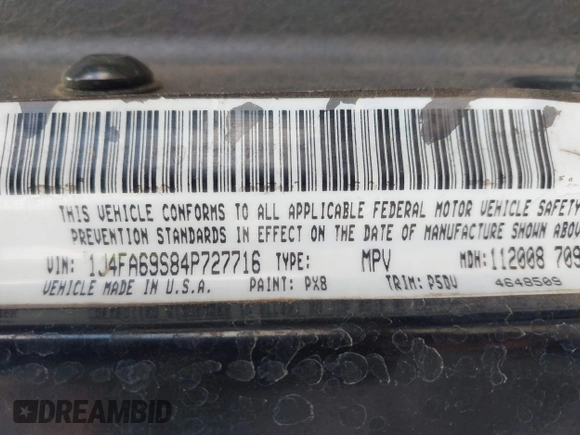 THIS VEHICLE CONFORMS TO ALL APPLICABLE FEDERAL MOTOR VEHICLE SAFETY
PREVENTION STANDARDS IN EFFECT ON THE DATE OF MANUFACTURE SHOWN ABOV
VIN: 1J4FA69S84P727716 TYPE: MPV MDH: 112008 709
VEHICLE MADE IN U.S.A. PAINT: PX8 TRIM: P5DV 4648509
DREAMBID